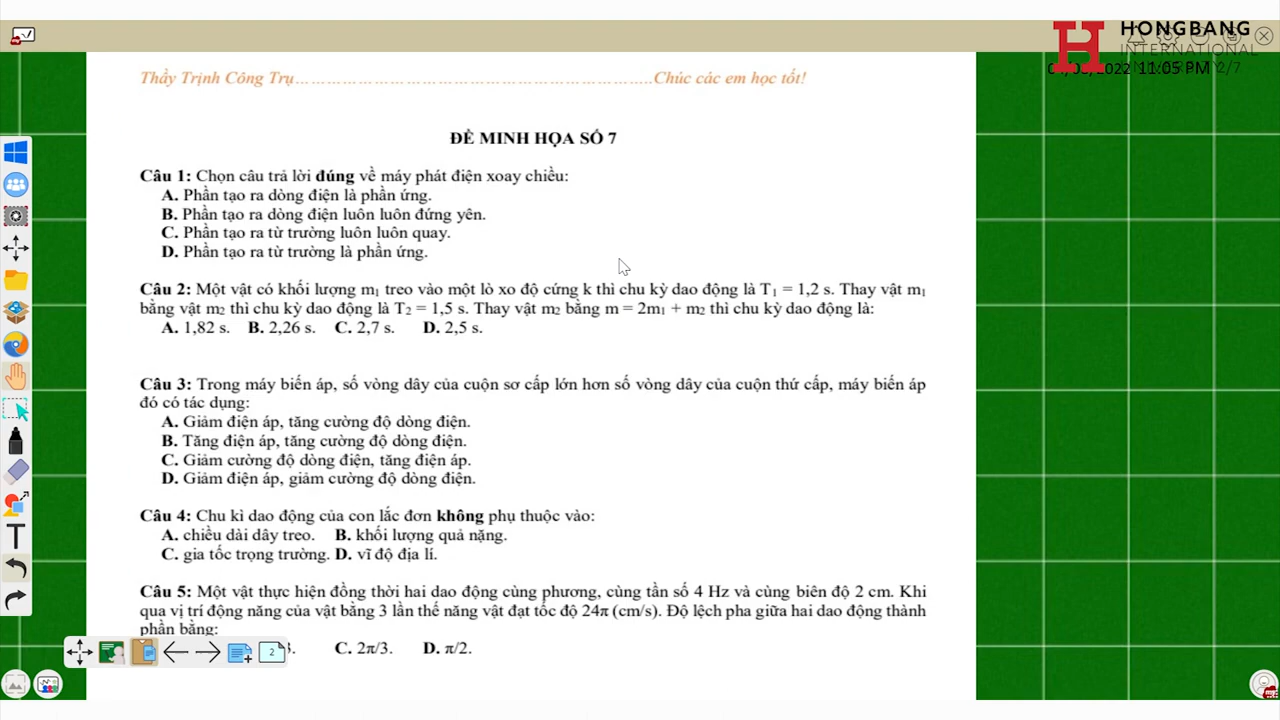 HONGBANG
INTERNATIONAL
11:05 PM 2/7
Thầy Trịnh Công Trụ……………………………………………………………..Chúc các em học tốt!
ĐỀ MINH HỌA SỐ 7
Câu 1: Chọn câu trả lời đúng về máy phát điện xoay chiều:
A. Phần tạo ra dòng điện là phần ứng.
B. Phần tạo ra dòng điện luôn luôn đứng yên.
C. Phần tạo ra từ trường luôn luôn quay.
D. Phần tạo ra từ trường là phần ứng.
Câu 2: Một vật có khối lượng m₁ treo vào một lò xo độ cứng k thì chu kỳ dao động là T₁ = 1,2 s. Thay vật m₁
bằng vật m₂ thì chu kỳ dao động là T₂ = 1,5 s. Thay vật m₂ bằng m = 2m₁ + m₂ thì chu kỳ dao động là:
A. 1,82 s. B. 2,26 s. C. 2,7 s. D. 2,5 s.
Câu 3: Trong máy biến áp, số vòng dây của cuộn sơ cấp lớn hơn số vòng dây của cuộn thứ cấp, máy biến áp
đó có tác dụng:
A. Giảm điện áp, tăng cường độ dòng điện.
B. Tăng điện áp, tăng cường độ dòng điện.
C. Giảm cường độ dòng điện, tăng điện áp.
D. Giảm điện áp, giảm cường độ dòng điện.
Câu 4: Chu kì dao động của con lắc đơn không phụ thuộc vào:
A. chiều dài dây treo. B. khối lượng quả nặng.
C. gia tốc trọng trường. D. vĩ độ địa lí.
Câu 5: Một vật thực hiện đồng thời hai dao động cùng phương, cùng tần số 4 Hz và cùng biên độ 2 cm. Khi
qua vị trí động năng của vật bằng 3 lần thế năng vật đạt tốc độ 24π (cm/s). Độ lệch pha giữa hai dao động thành
phần bằng:
C. 2π/3. D. π/2.
2